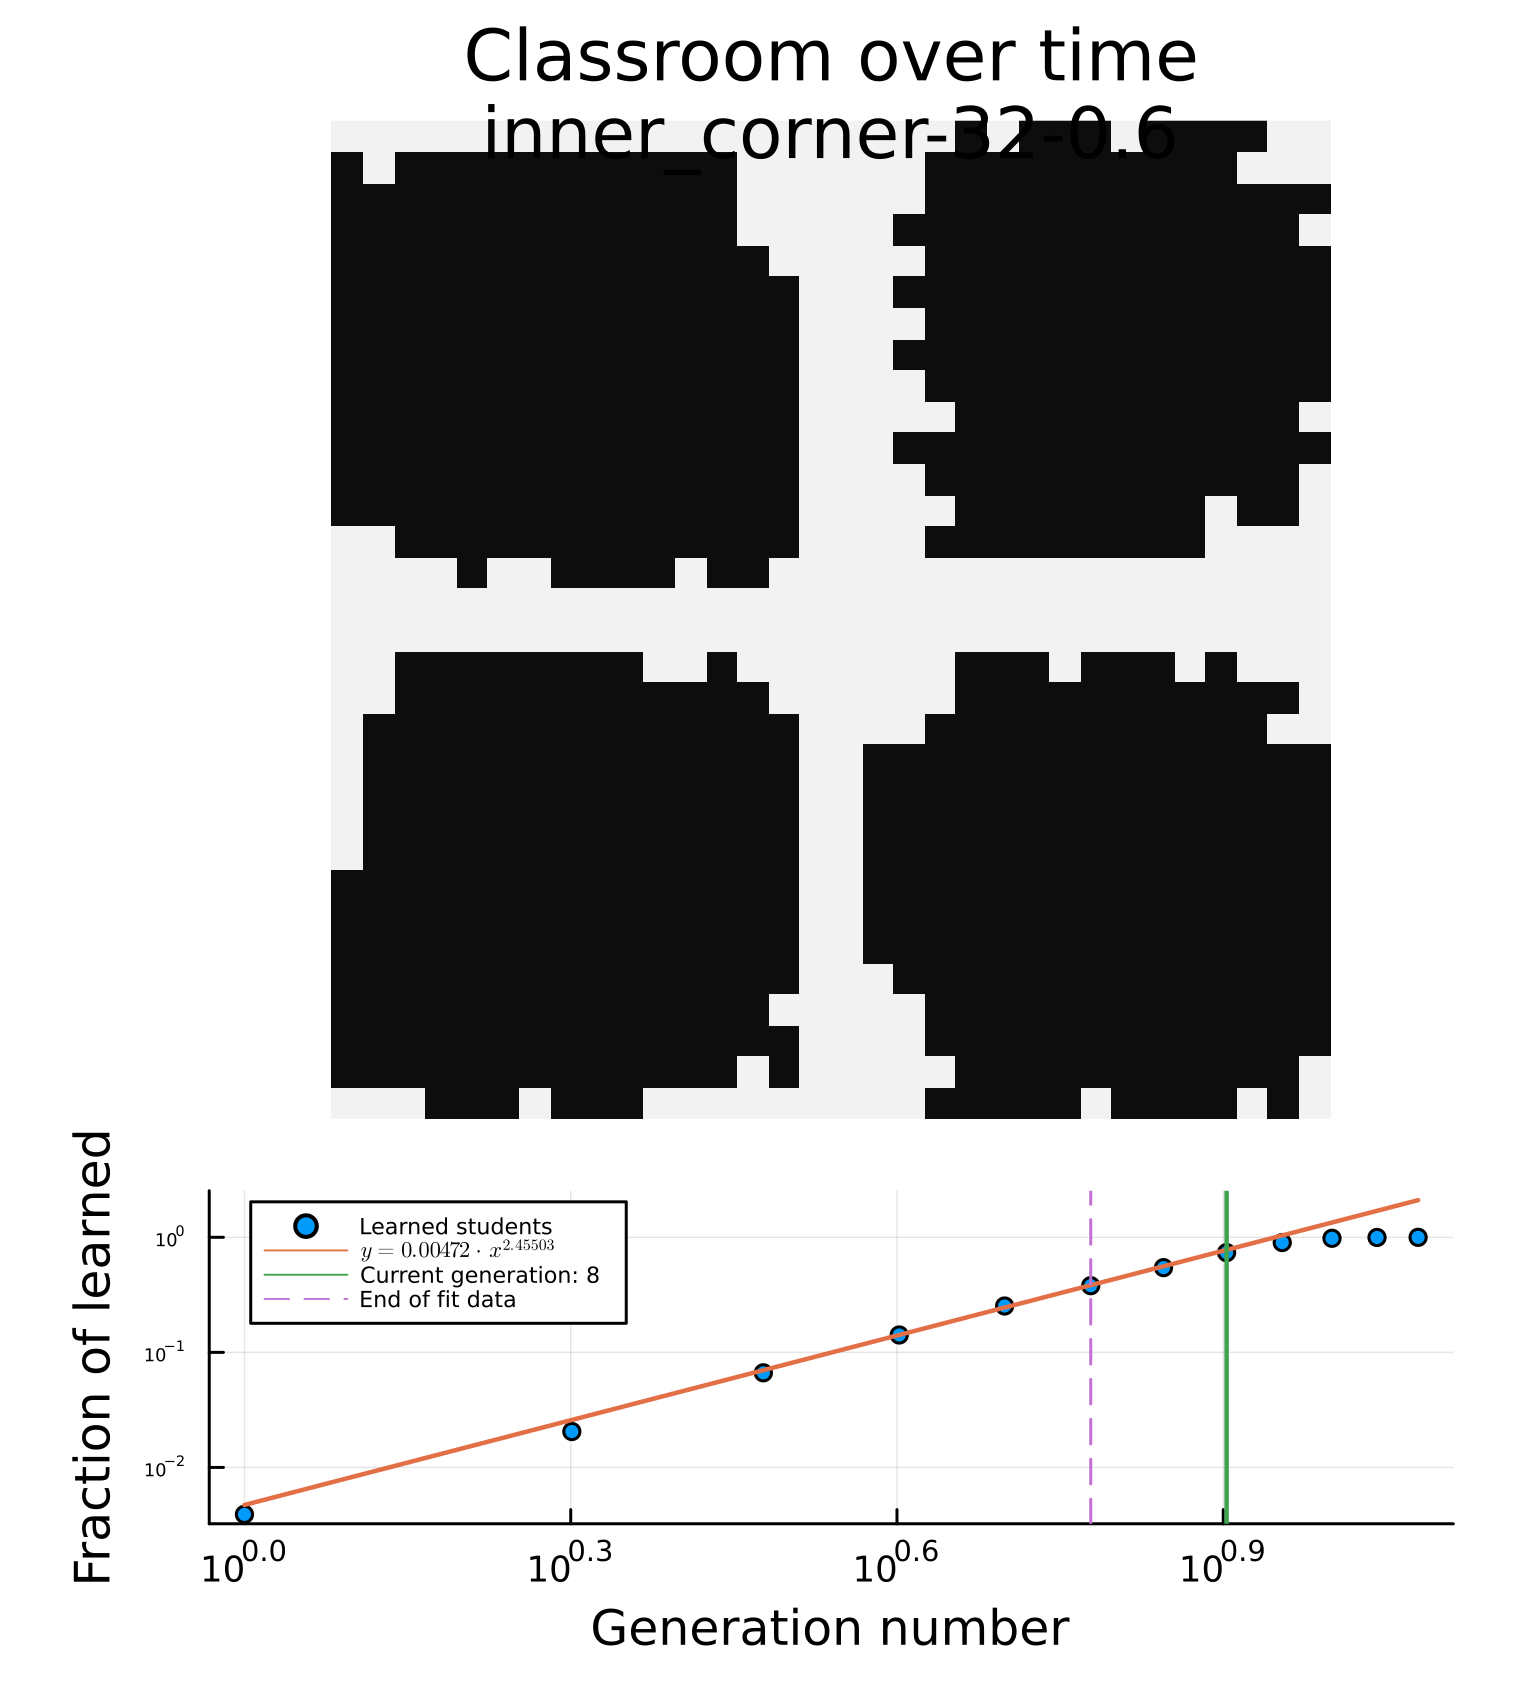 Classroom over time
inner_corner-32-0.6
Fraction of learned
10⁰
10⁻¹
10⁻²
Learned students
y = 0.00472 · x^2.45503
Current generation: 8
End of fit data
10^0.0 10^0.3 10^0.6 10^0.9
Generation number